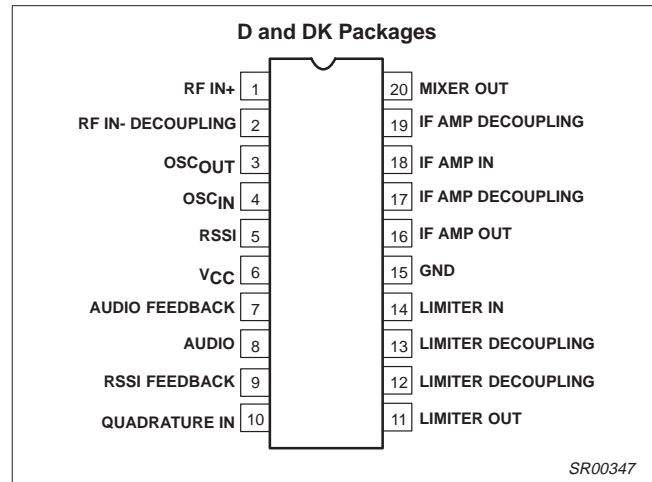 D and DK Packages
RF IN+ 1 20 MIXER OUT
RF IN- DECOUPLING 2 19 IF AMP DECOUPLING
OSCOUT 3 18 IF AMP IN
OSCIN 4 17 IF AMP DECOUPLING
RSSI 5 16 IF AMP OUT
VCC 6 15 GND
AUDIO FEEDBACK 7 14 LIMITER IN
AUDIO 8 13 LIMITER DECOUPLING
RSSI FEEDBACK 9 12 LIMITER DECOUPLING
QUADRATURE IN 10 11 LIMITER OUT
SR00347